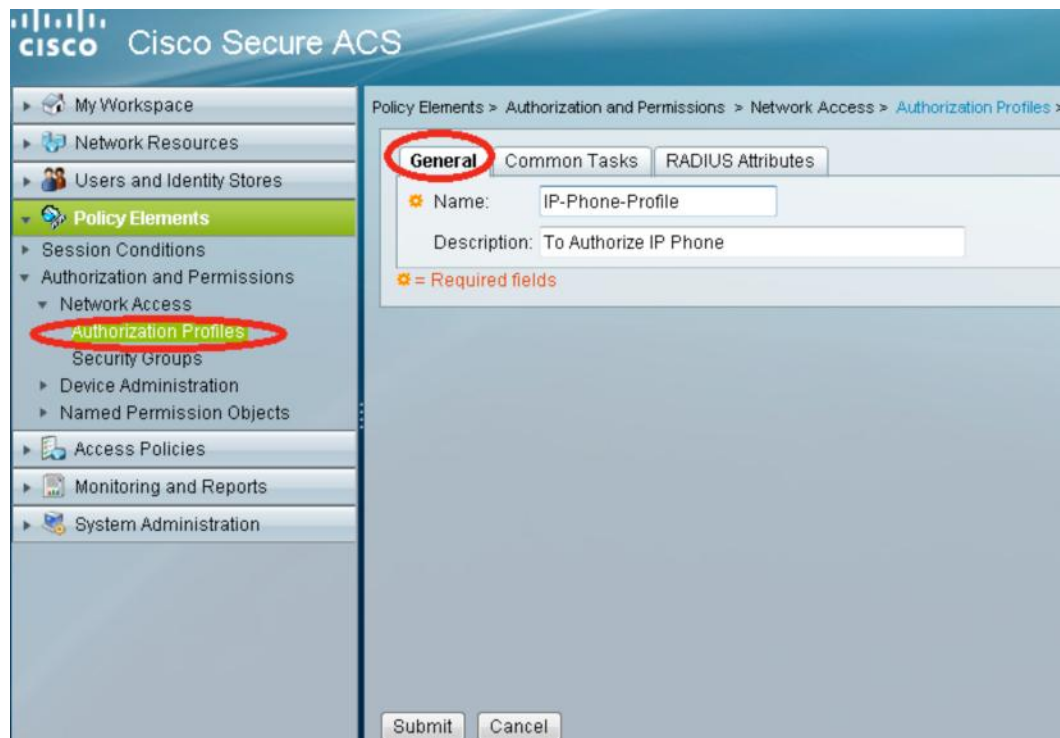 CISCO Cisco Secure ACS
My Workspace
Network Resources
Users and Identity Stores
Policy Elements
Session Conditions
Authorization and Permissions
Network Access
Authorization Profiles
Security Groups
Device Administration
Named Permission Objects
Access Policies
Monitoring and Reports
System Administration
Policy Elements > Authorization and Permissions > Network Access > Authorization Profiles >
General Common Tasks RADIUS Attributes
Name: IP-Phone-Profile
Description: To Authorize IP Phone
= Required fields
Submit Cancel